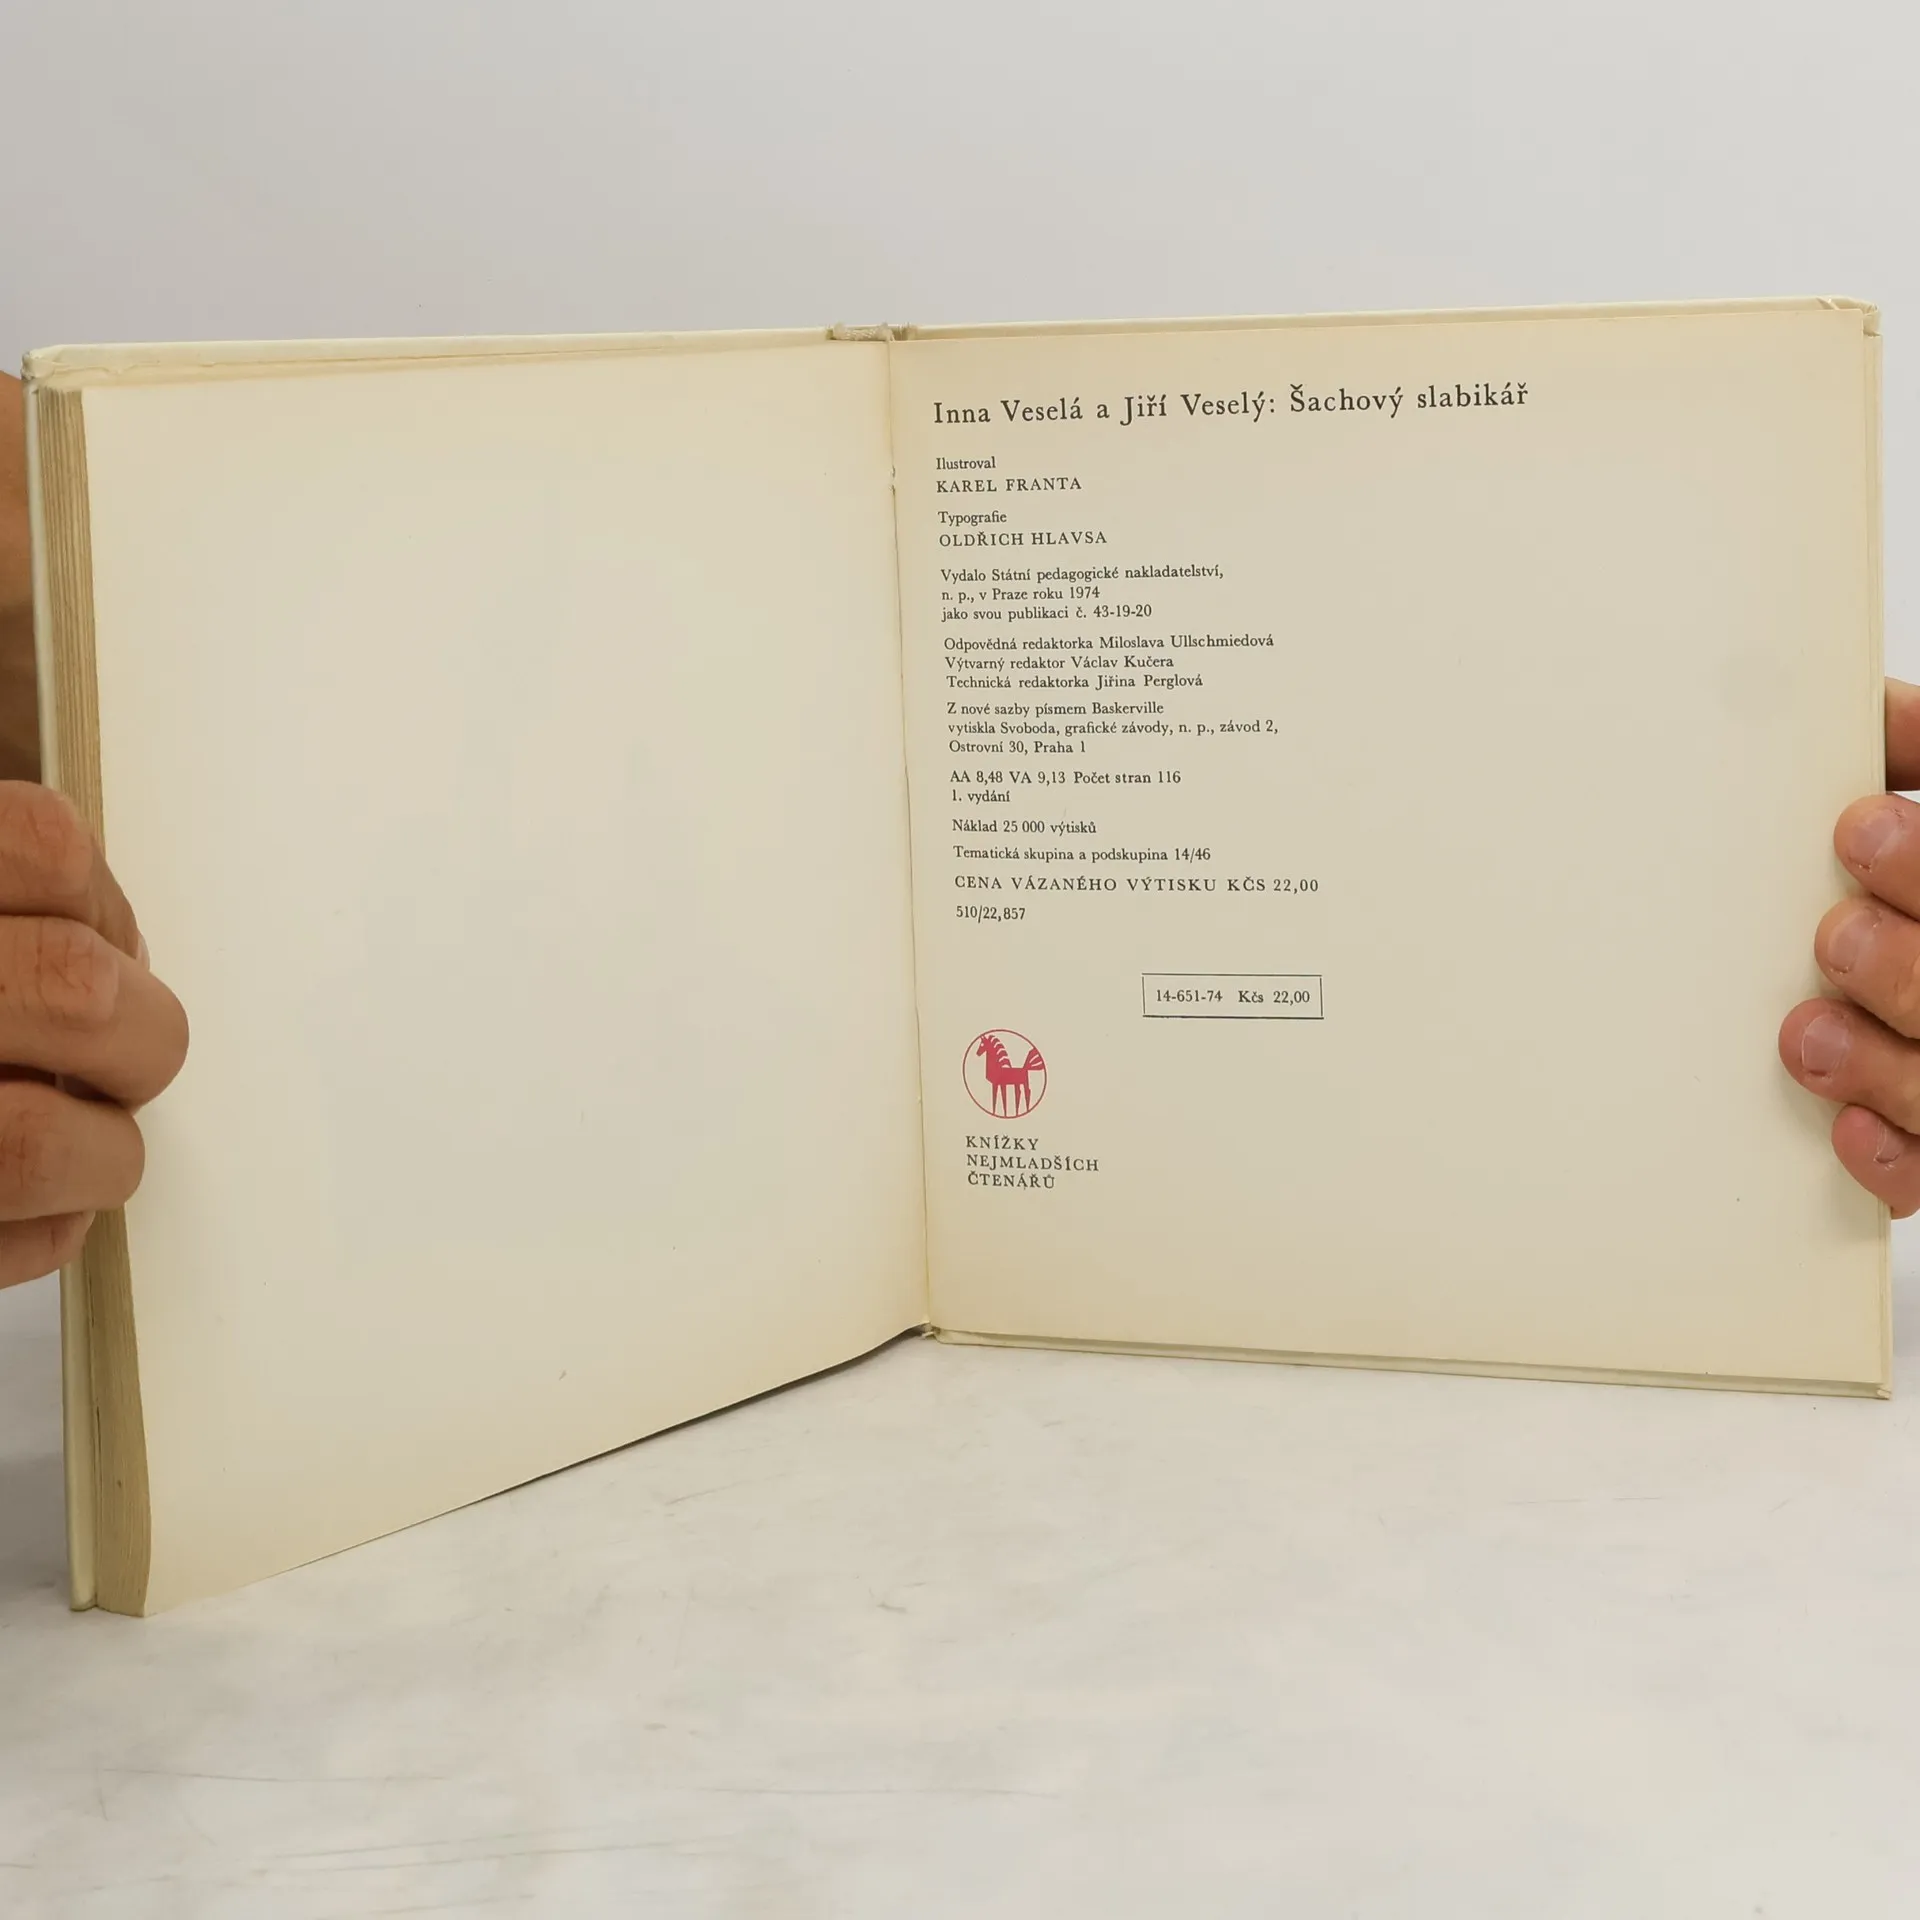 Inna Veselá a Jiří Veselý: Šachový slabikář
Ilustroval
KAREL FRANTA
Typografie
OLDŘICH HLAVSA
Vydalo Státní pedagogické nakladatelství,
n. p., v Praze roku 1974
jako svou publikaci č. 43-19-20
Odpovědná redaktorka Miloslava Ullschmiedová
Výtvarný redaktor Václav Kučera
Technická redaktorka Jiřina Perglová
Z nové sazby písmem Baskerville
vytiskla Svoboda, grafické závody, n. p., závod 2,
Ostrovní 30, Praha 1
AA 8,48 VA 9,13 Počet stran 116
1. vydání
Náklad 25 000 výtisků
Tematická skupina a podskupina 14/46
CENA VÁZANÉHO VÝTISKU KČS 22,00
510/22,857
14-651-74 Kčs 22,00
KNÍŽKY
NEJMLADŠÍCH
ČTENÁŘŮ